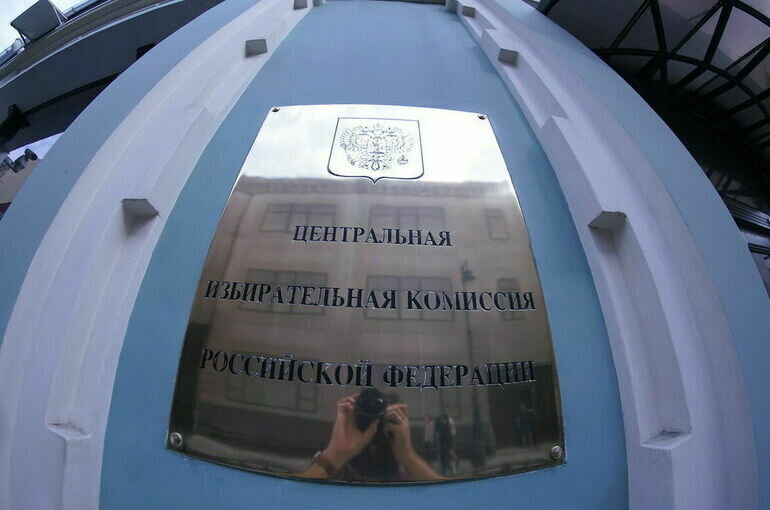 ЦЕНТРАЛЬНАЯ
ИЗБИРАТЕЛЬНАЯ КОМИССИЯ
РОССИЙСКОЙ ФЕДЕРАЦИИ